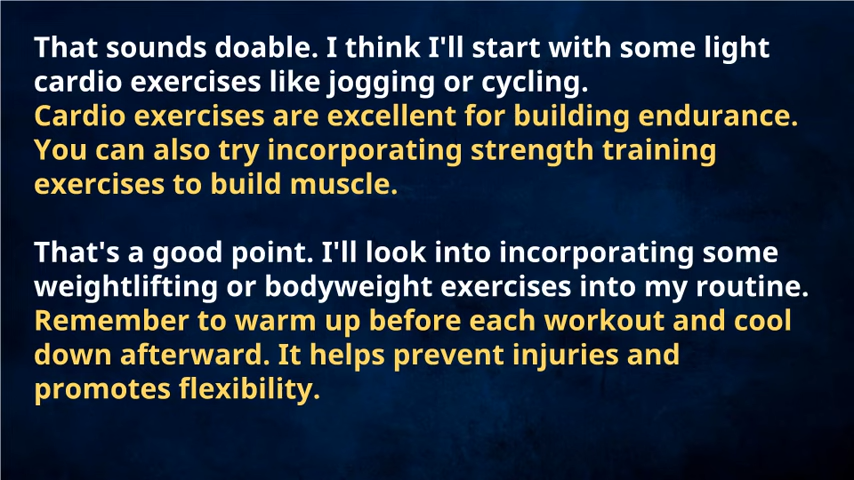 That sounds doable. I think I'll start with some light
cardio exercises like jogging or cycling.
Cardio exercises are excellent for building endurance.
You can also try incorporating strength training
exercises to build muscle.
That's a good point. I'll look into incorporating some
weightlifting or bodyweight exercises into my routine.
Remember to warm up before each workout and cool
down afterward. It helps prevent injuries and
promotes flexibility.